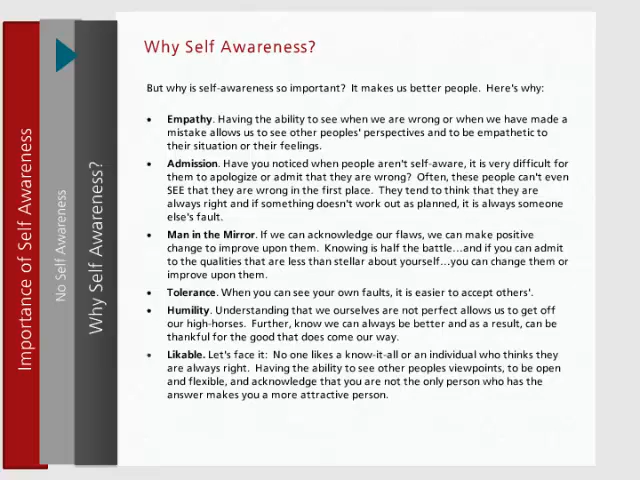 Importance of Self Awareness
No Self Awareness
Why Self Awareness?
Why Self Awareness?
But why is self-awareness so important? It makes us better people. Here's why:
• Empathy. Having the ability to see when we are wrong or when we have made a
mistake allows us to see other peoples' perspectives and to be empathetic to
their situation or their feelings.
• Admission. Have you noticed when people aren't self-aware, it is very difficult for
them to apologize or admit that they are wrong? Often, these people can't even
SEE that they are wrong in the first place. They tend to think that they are
always right and if something doesn't work out as planned, it is always someone
else's fault.
• Man in the Mirror. If we can acknowledge our flaws, we can make positive
change to improve upon them. Knowing is half the battle...and if you can admit
to the qualities that are less than stellar about yourself...you can change them or
improve upon them.
• Tolerance. When you can see your own faults, it is easier to accept others'.
• Humility. Understanding that we ourselves are not perfect allows us to get off
our high-horses. Further, know we can always be better and as a result, can be
thankful for the good that does come our way.
• Likable. Let's face it: No one likes a know-it-all or an individual who thinks they
are always right. Having the ability to see other peoples viewpoints, to be open
and flexible, and acknowledge that you are not the only person who has the
answer makes you a more attractive person.